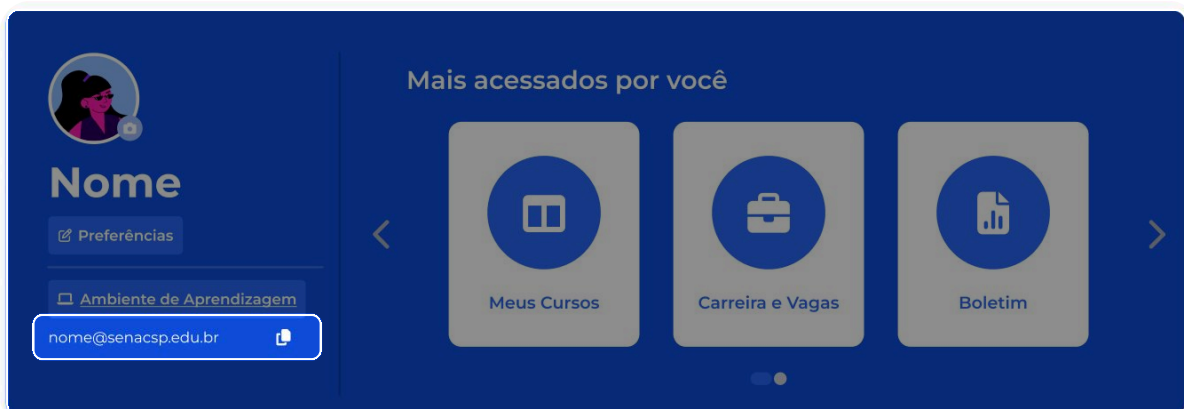 Nome
Preferências
Ambiente de Aprendizagem
nome@senacsp.edu.br
Mais acessados por você
Meus Cursos
Carreira e Vagas
Boletim